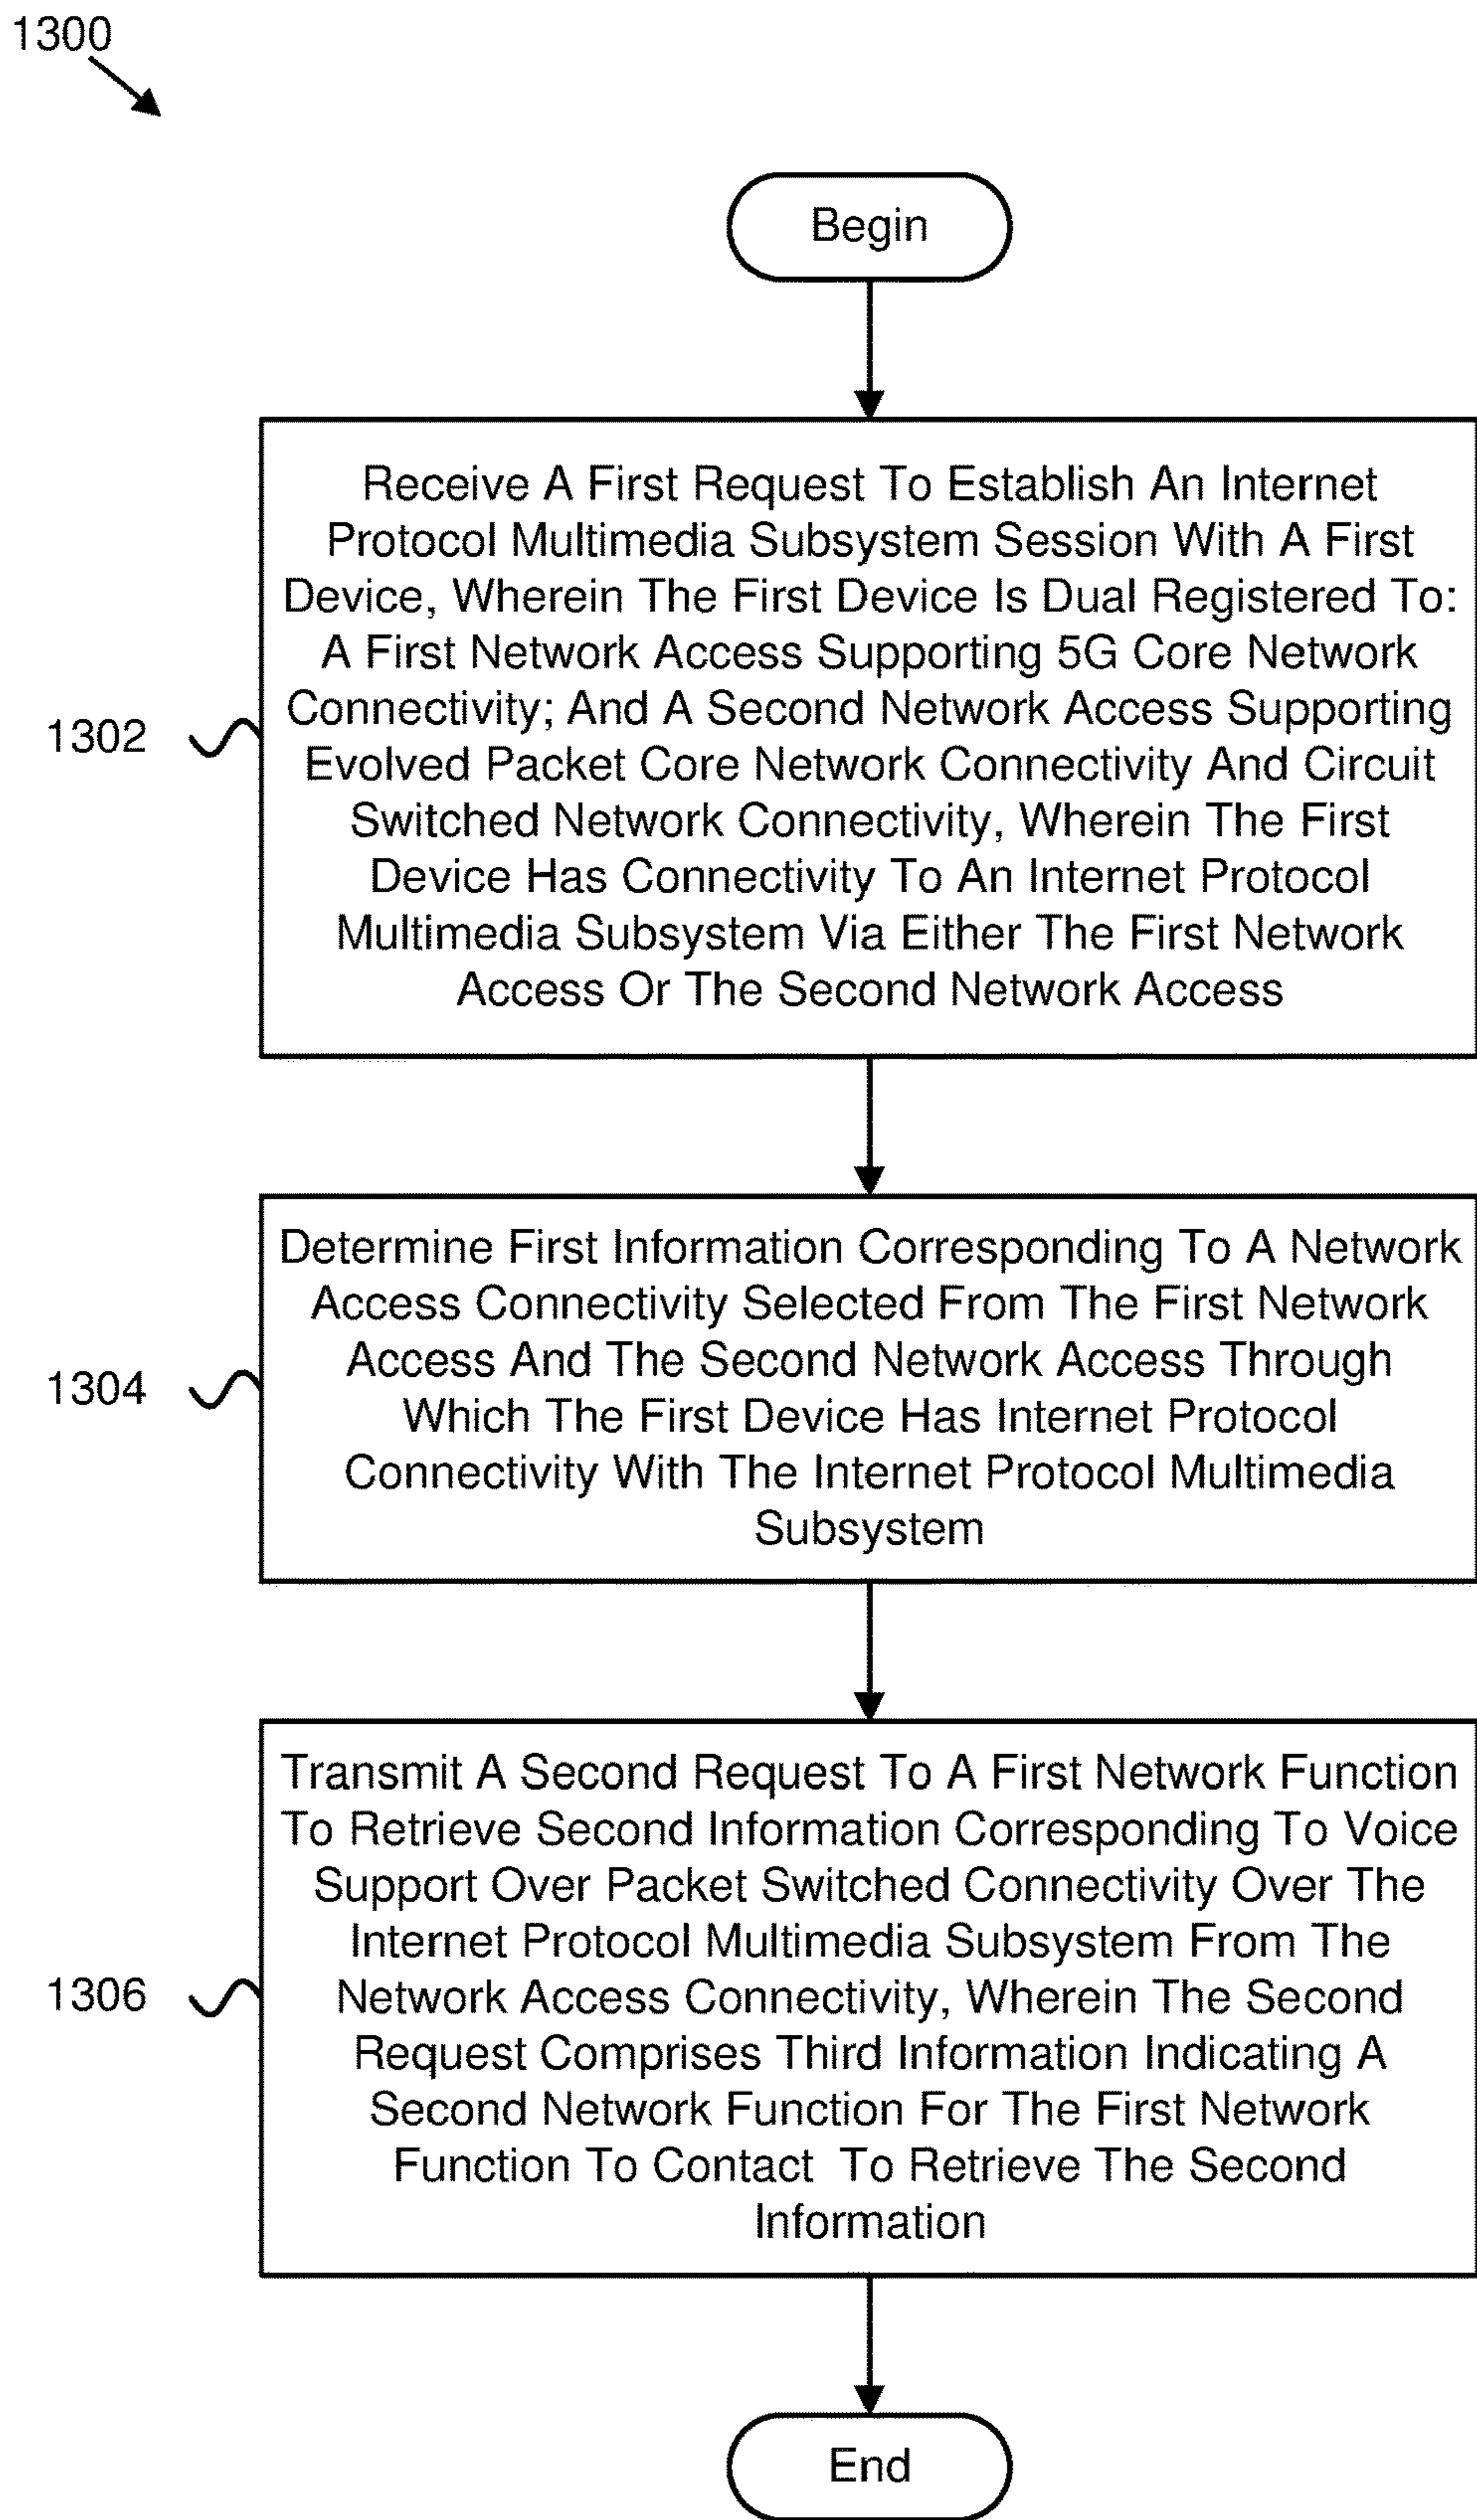 1300
Begin
Receive A First Request To Establish An Internet
Protocol Multimedia Subsystem Session With A First
Device, Wherein The First Device Is Dual Registered To:
A First Network Access Supporting 5G Core Network
Connectivity; And A Second Network Access Supporting
Evolved Packet Core Network Connectivity And Circuit
Switched Network Connectivity, Wherein The First
Device Has Connectivity To An Internet Protocol
Multimedia Subsystem Via Either The First Network
Access Or The Second Network Access
1302
Determine First Information Corresponding To A Network
Access Connectivity Selected From The First Network
Access And The Second Network Access Through
Which The First Device Has Internet Protocol
Connectivity With The Internet Protocol Multimedia
Subsystem
1304
Transmit A Second Request To A First Network Function
To Retrieve Second Information Corresponding To Voice
Support Over Packet Switched Connectivity Over The
Internet Protocol Multimedia Subsystem From The
Network Access Connectivity, Wherein The Second
Request Comprises Third Information Indicating A
Second Network Function For The First Network
Function To Contact To Retrieve The Second
Information
1306
End